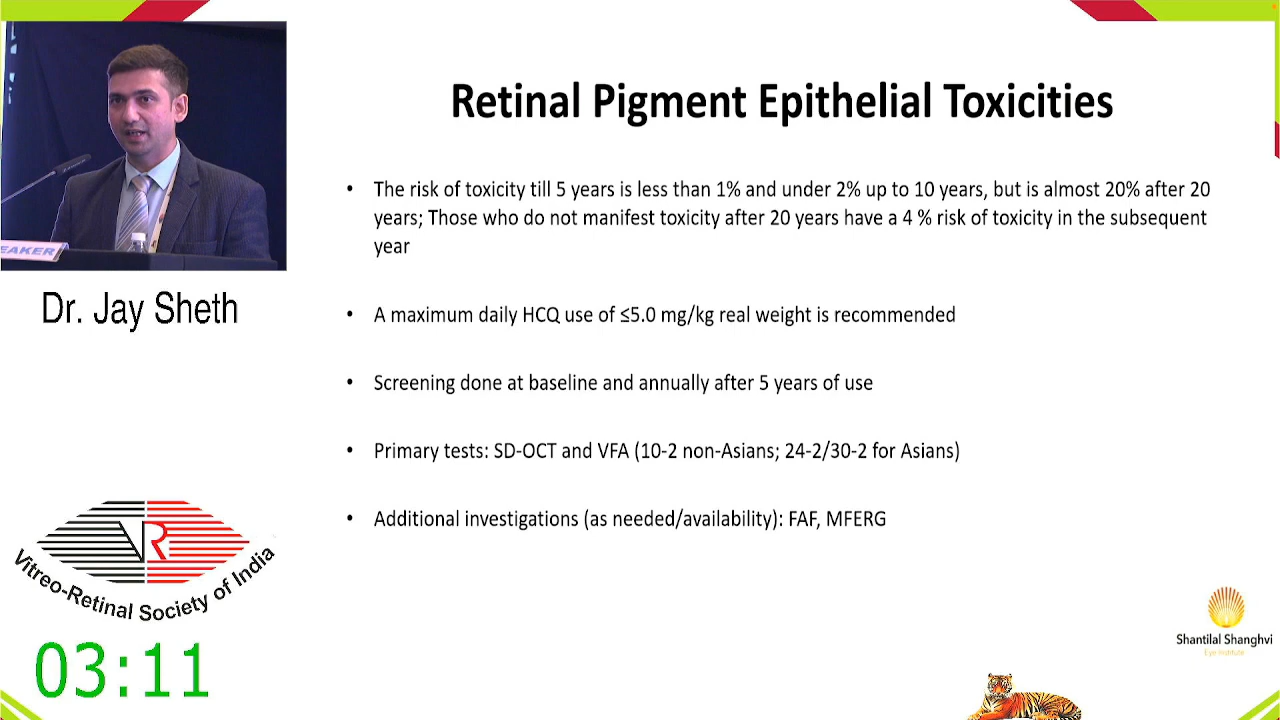 Retinal Pigment Epithelial Toxicities
• The risk of toxicity till 5 years is less than 1% and under 2% up to 10 years, but is almost 20% after 20
years; Those who do not manifest toxicity after 20 years have a 4 % risk of toxicity in the subsequent
year
• A maximum daily HCQ use of ≤5.0 mg/kg real weight is recommended
• Screening done at baseline and annually after 5 years of use
• Primary tests: SD-OCT and VFA (10-2 non-Asians; 24-2/30-2 for Asians)
• Additional investigations (as needed/availability): FAF, MFERG
EAKER
Dr. Jay Sheth
VR
Vitreo-Retinal Society of India
03:11
Shantilal Shanghvi
Eye Institute